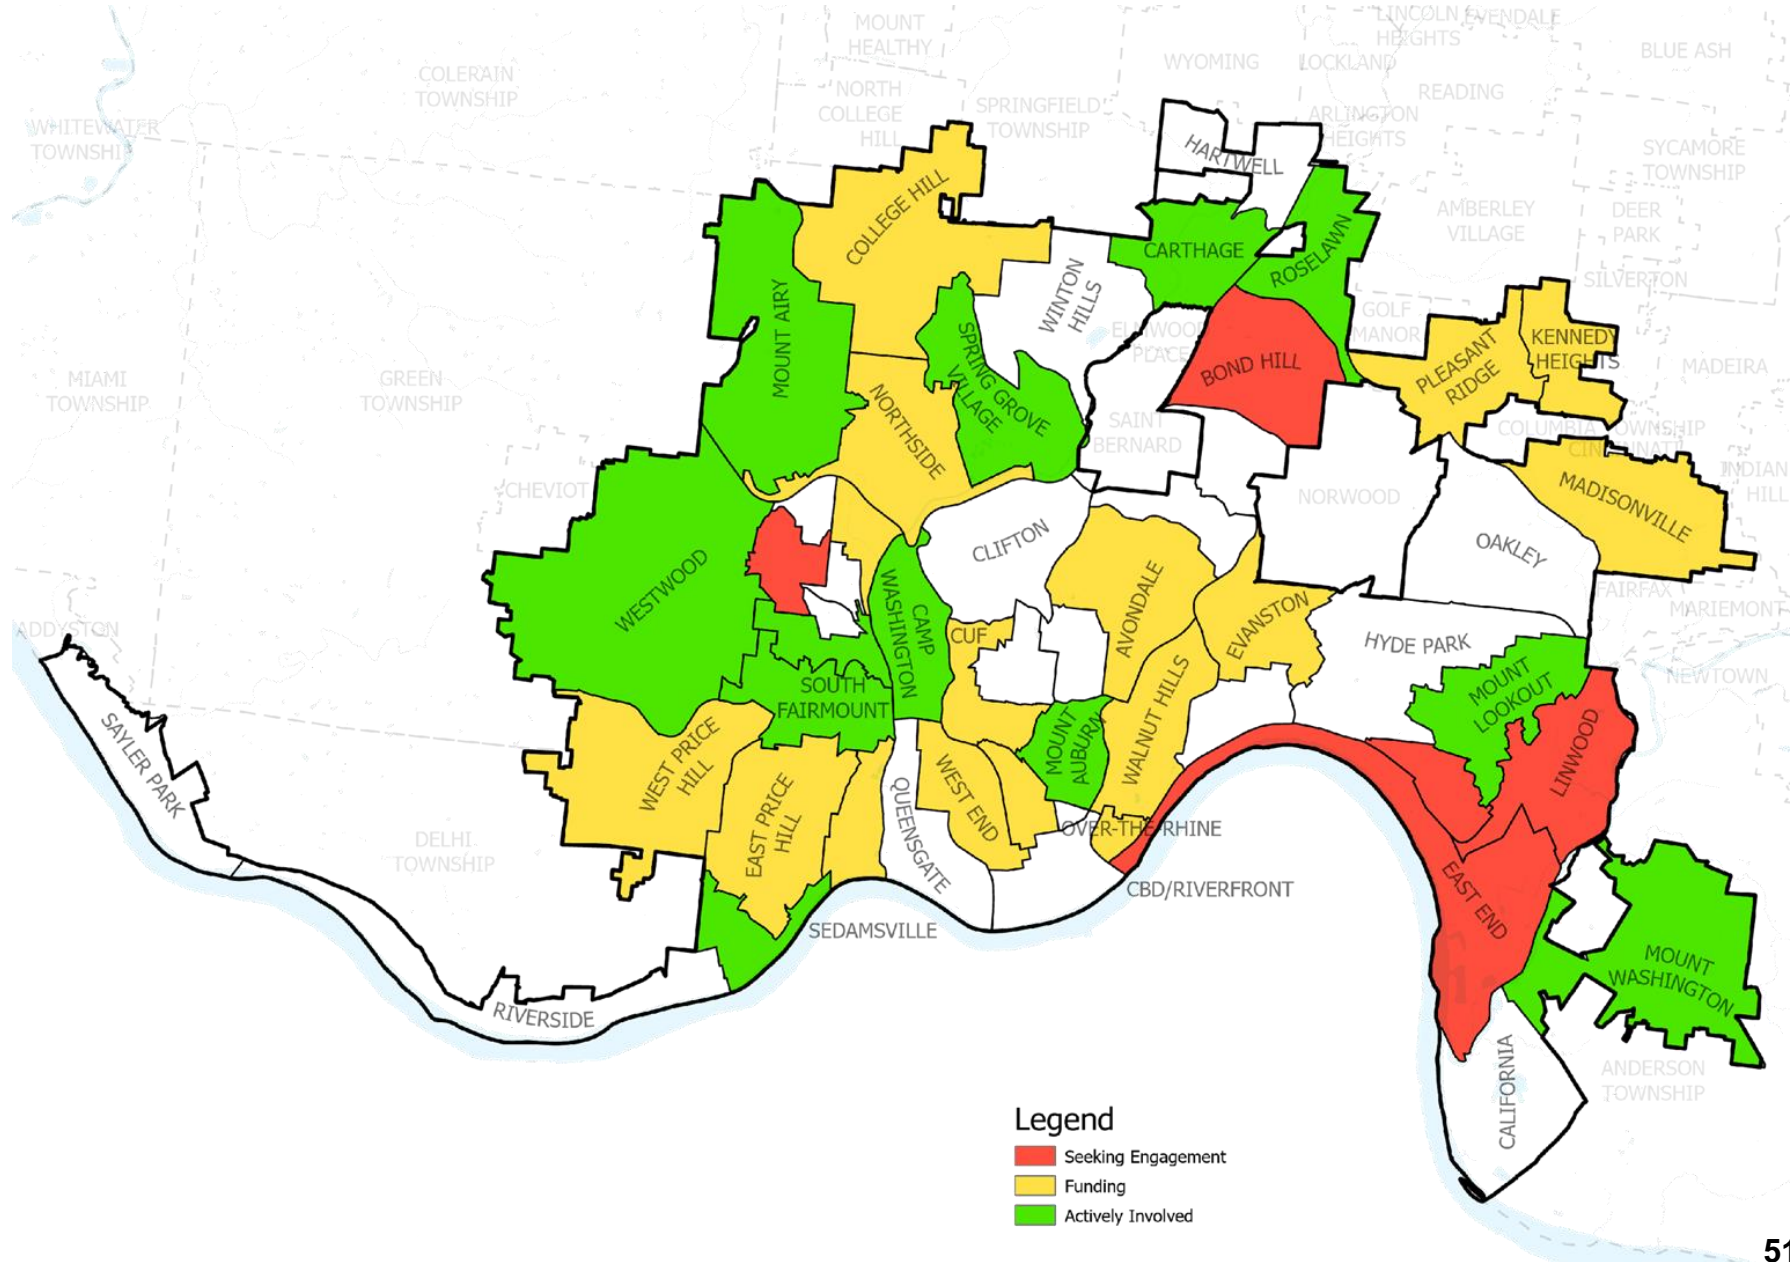 MOUNT
HEALTHY
LINCOLN
HEIGHTS
EVENDALE
BLUE ASH
WYOMING
LOCKLAND
COLERAIN
TOWNSHIP
NORTH
COLLEGE
HILL
SPRINGFIELD
TOWNSHIP
READING
ARLINGTON
HEIGHTS
WHITEWATER
TOWNSHI
HARTWELL
SYCAMORE
TOWNSHIP
COLLEGE HILL
AMBERLEY
VILLAGE
DEER
PARK
CARTHAGE
ROSELAWN
SILVERTON
WINTON
HILLS
GOLF
MANOR
PLACE
MOUNT AIRY
SPRING GROVE
VILLAGE
BOND HILL
PLEASANT
RIDGE
KENNEDY
HEIGHTS
MADEIRA
MIAMI
TOWNSHIP
GREEN
TOWNSHIP
NORTHSIDE
SAINT
BERNARD
COLUMBIA TOWNSHIP
CINCINNATI
INDIAN
HILL
CHEVIOT
NORWOOD
MADISONVILLE
CLIFTON
OAKLEY
WESTWOOD
CAMP
WASHINGTON
AVONDALE
EVANSTON
FAIRFAX
MARIEMONT
ADDYSTON
CUF
HYDE PARK
NEWTOWN
SOUTH
FAIRMOUNT
MOUNT
LOOKOUT
SAYLER PARK
WEST PRICE
HILL
MOUNT
AUBURN
WALNUT HILLS
LINWOOD
EAST PRICE
HILL
QUEENSGATE
WEST END
OVER-THE-RHINE
DELHI
TOWNSHIP
CBD/RIVERFRONT
EAST END
SEDAMSVILLE
MOUNT
WASHINGTON
RIVERSIDE
CALIFORNIA
ANDERSON
TOWNSHIP
Legend
Seeking Engagement
Funding
Actively Involved
51